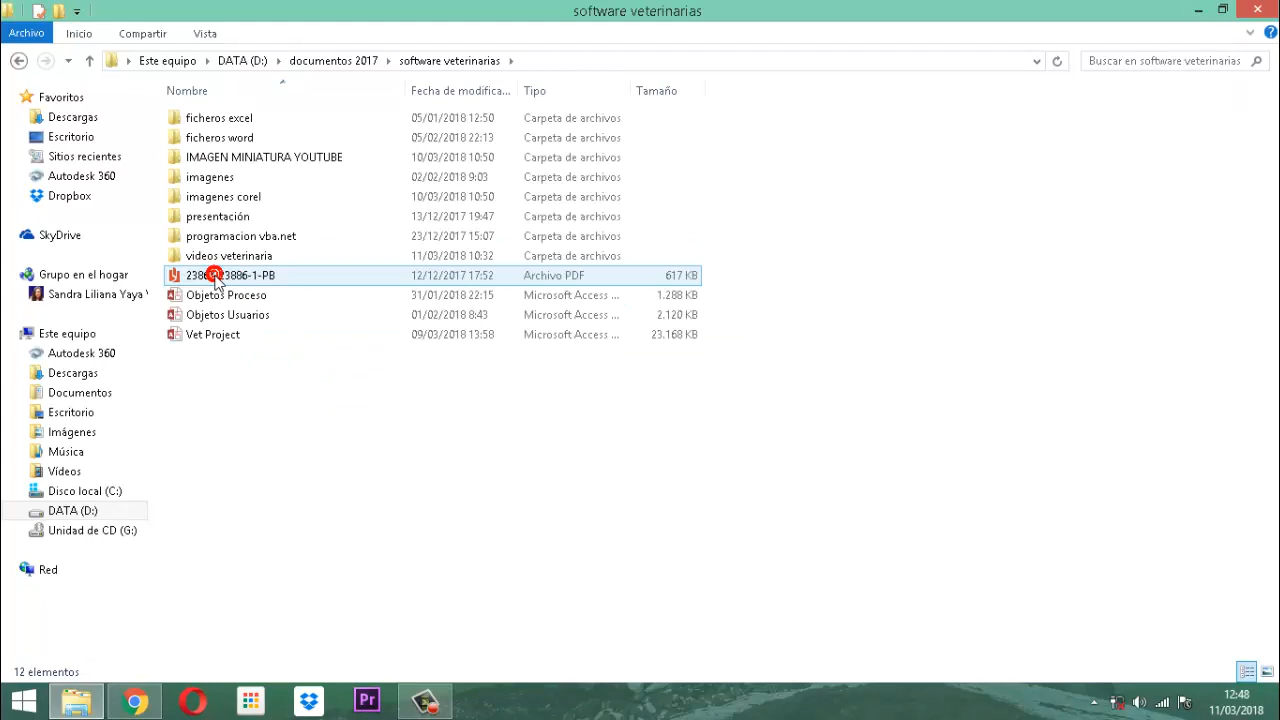 software veterinarias
Archivo Inicio Compartir Vista
Este equipo DATA (D:) documentos 2017 software veterinarias Buscar en software veterinarias
Nombre Fecha de modifica... Tipo Tamaño
Favoritos
Descargas
Escritorio
Sitios recientes
Autodesk 360
Dropbox
SkyDrive
Grupo en el hogar
Sandra Liliana Yaya
Este equipo
Autodesk 360
Descargas
Documentos
Escritorio
Imágenes
Música
Vídeos
Disco local (C:)
DATA (D:)
Unidad de CD (G:)
Red
ficheros excel 05/01/2018 12:50 Carpeta de archivos
ficheros word 05/02/2018 22:13 Carpeta de archivos
IMAGEN MINIATURA YOUTUBE 10/03/2018 10:50 Carpeta de archivos
imagenes 02/02/2018 9:03 Carpeta de archivos
imagenes corel 10/03/2018 10:50 Carpeta de archivos
presentación 13/12/2017 19:47 Carpeta de archivos
programacion vba.net 23/12/2017 15:07 Carpeta de archivos
videos veterinaria 11/03/2018 10:32 Carpeta de archivos
12/12/2017 17:52 Archivo PDF 617 KB
Objetos Proceso 31/01/2018 22:15 Microsoft Access ... 1.288 KB
Objetos Usuarios 01/02/2018 8:43 Microsoft Access ... 2.120 KB
Vet Project 09/03/2018 13:58 Microsoft Access ... 23.168 KB
12 elementos
Pr
12:48
11/03/2018